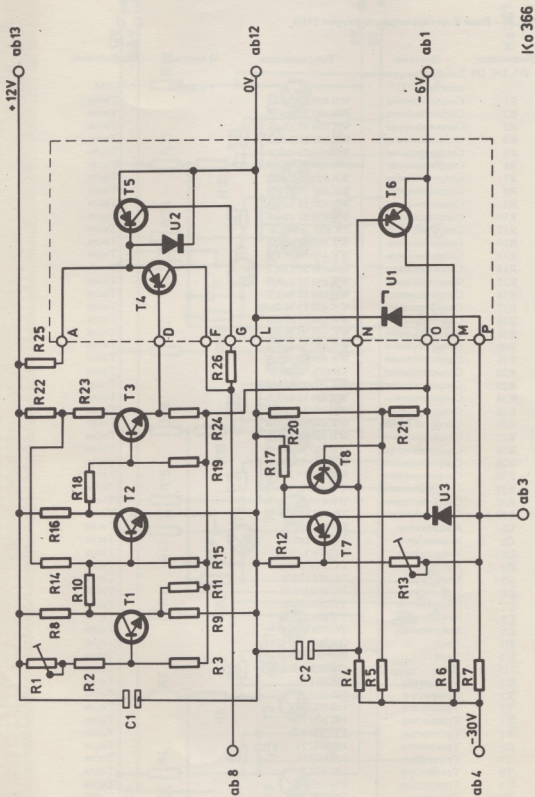 +12V ab13
R1 R8 R16 R22 R25
R2 R10 R14 R18 R23 A
C1 T1 T2 T3 T4 T5
U2
D
R3 R9 R11 R15 R19 R24 F
ab8 R26 G
L 0V ab12
C2 R12 R17 R20
T7 T8
R4 N T6
R5 R21 U1
R13 U3 O -6V ab1
R6 M
R7 P
ab4 -30V ab3
Ko 366